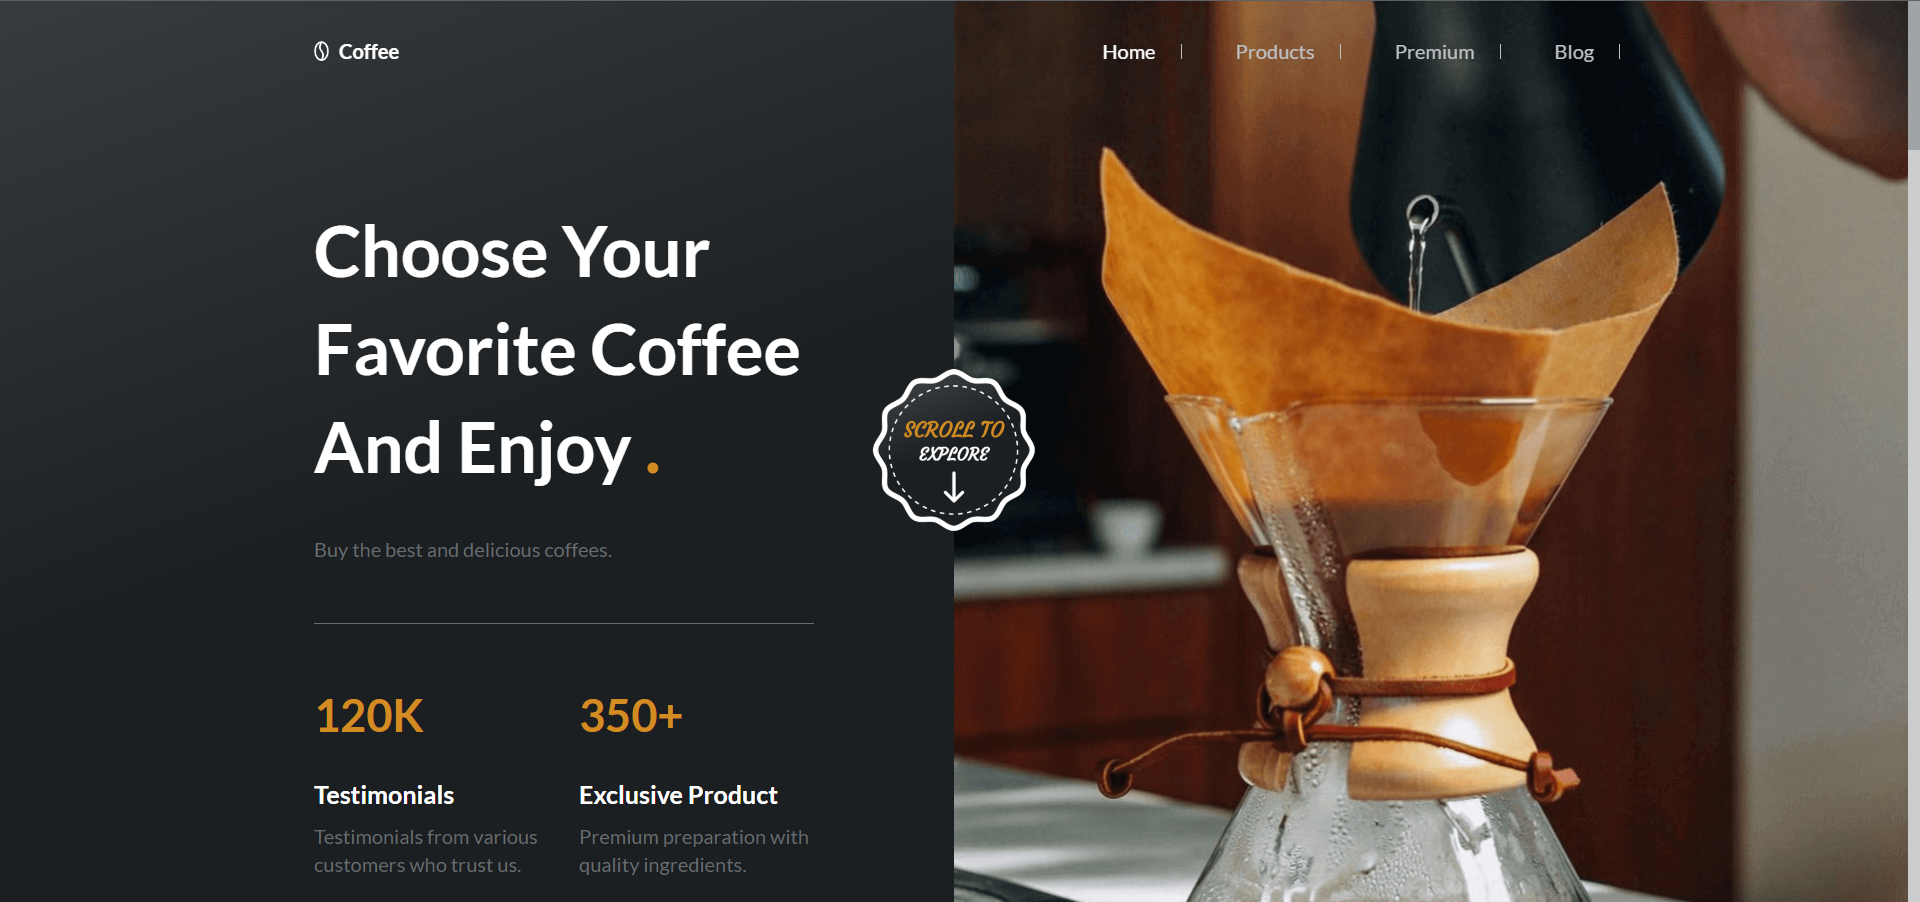 Coffee
Home
Products
Premium
Blog
Choose Your
Favorite Coffee
And Enjoy .
SCROLL TO
EXPLORE
Buy the best and delicious coffees.
120K
350+
Testimonials
Exclusive Product
Testimonials from various
customers who trust us.
Premium preparation with
quality ingredients.